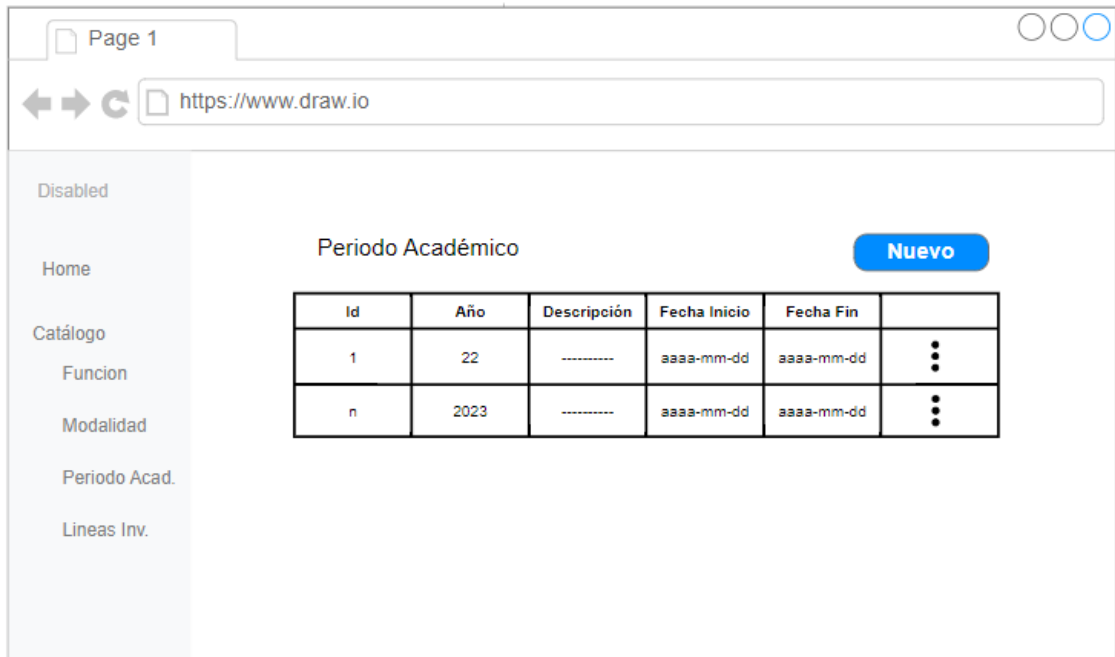 Page 1
https://www.draw.io
Disabled
Home
Catálogo
Funcion
Modalidad
Periodo Acad.
Lineas Inv.
Periodo Académico
Nuevo
Id Año Descripción Fecha Inicio Fecha Fin
1 22 ---------- aaaa-mm-dd aaaa-mm-dd
n 2023 ---------- aaaa-mm-dd aaaa-mm-dd